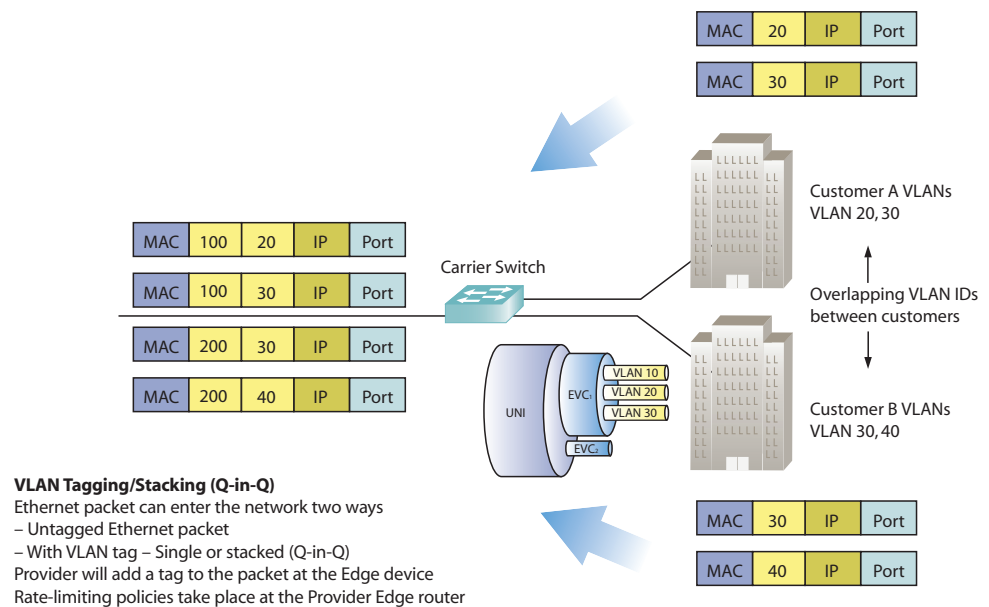 MAC 20 IP Port
MAC 30 IP Port
Customer A VLANs
VLAN 20, 30
MAC 100 20 IP Port
MAC 100 30 IP Port
MAC 200 30 IP Port
MAC 200 40 IP Port
Carrier Switch
Overlapping VLAN IDs
between customers
UNI
EVC₁
VLAN 10
VLAN 20
VLAN 30
EVC₂
Customer B VLANs
VLAN 30, 40
MAC 30 IP Port
MAC 40 IP Port
VLAN Tagging/Stacking (Q-in-Q)
Ethernet packet can enter the network two ways
– Untagged Ethernet packet
– With VLAN tag – Single or stacked (Q-in-Q)
Provider will add a tag to the packet at the Edge device
Rate-limiting policies take place at the Provider Edge router